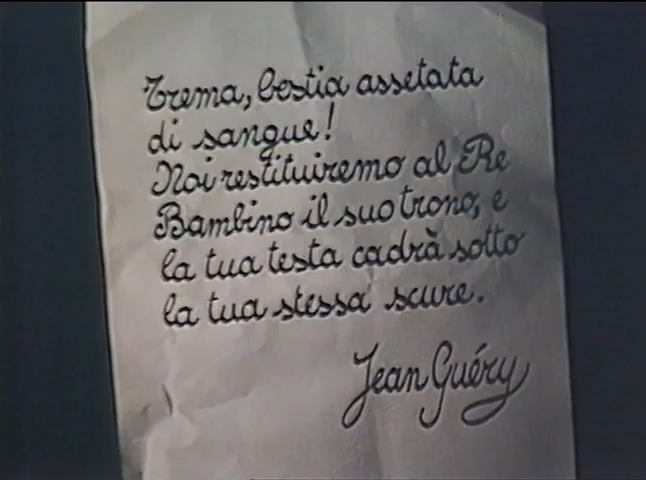 Trema, bestia assetata
di sangue!
Noi restituiremo al Re
Bambino il suo trono, e
la tua testa cadrà sotto
la tua stessa scure.
Jean Guéry